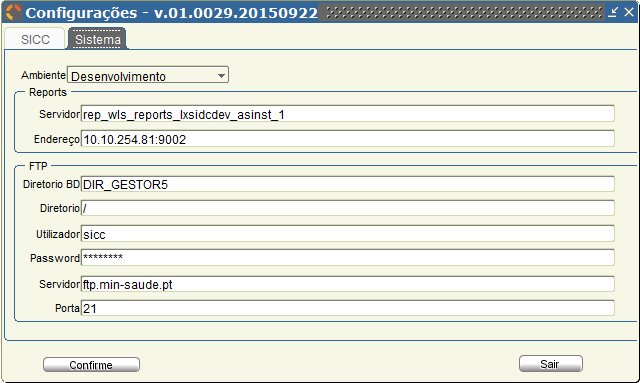 Configurações - v.01.0029.20150922
SICC Sistema
Ambiente Desenvolvimento
Reports
Servidor rep_wls_reports_lxsidcdev_asinst_1
Endereço 10.10.254.81:9002
FTP
Diretorio BD DIR_GESTOR5
Diretorio /
Utilizador sicc
Password ********
Servidor ftp.min-saude.pt
Porta 21
Confirme Sair